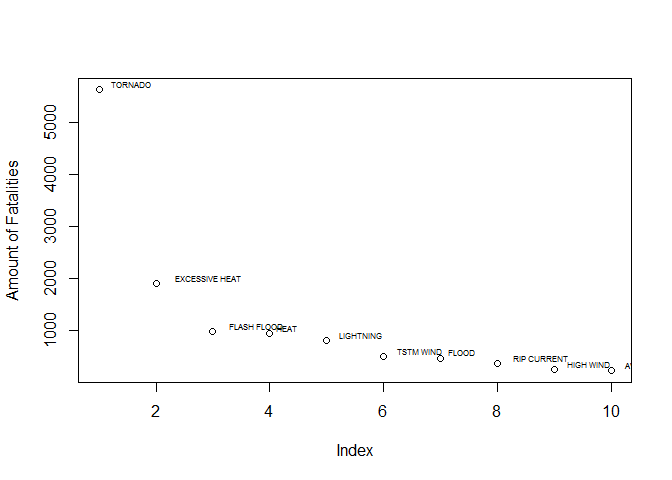 TORNADO
EXCESSIVE HEAT
FLASH FLOOD
HEAT
LIGHTNING
TSTM WIND
FLOOD
RIP CURRENT
HIGH WIND
Amount of Fatalities
1000
2000
3000
4000
5000
2 4 6 8 10
Index